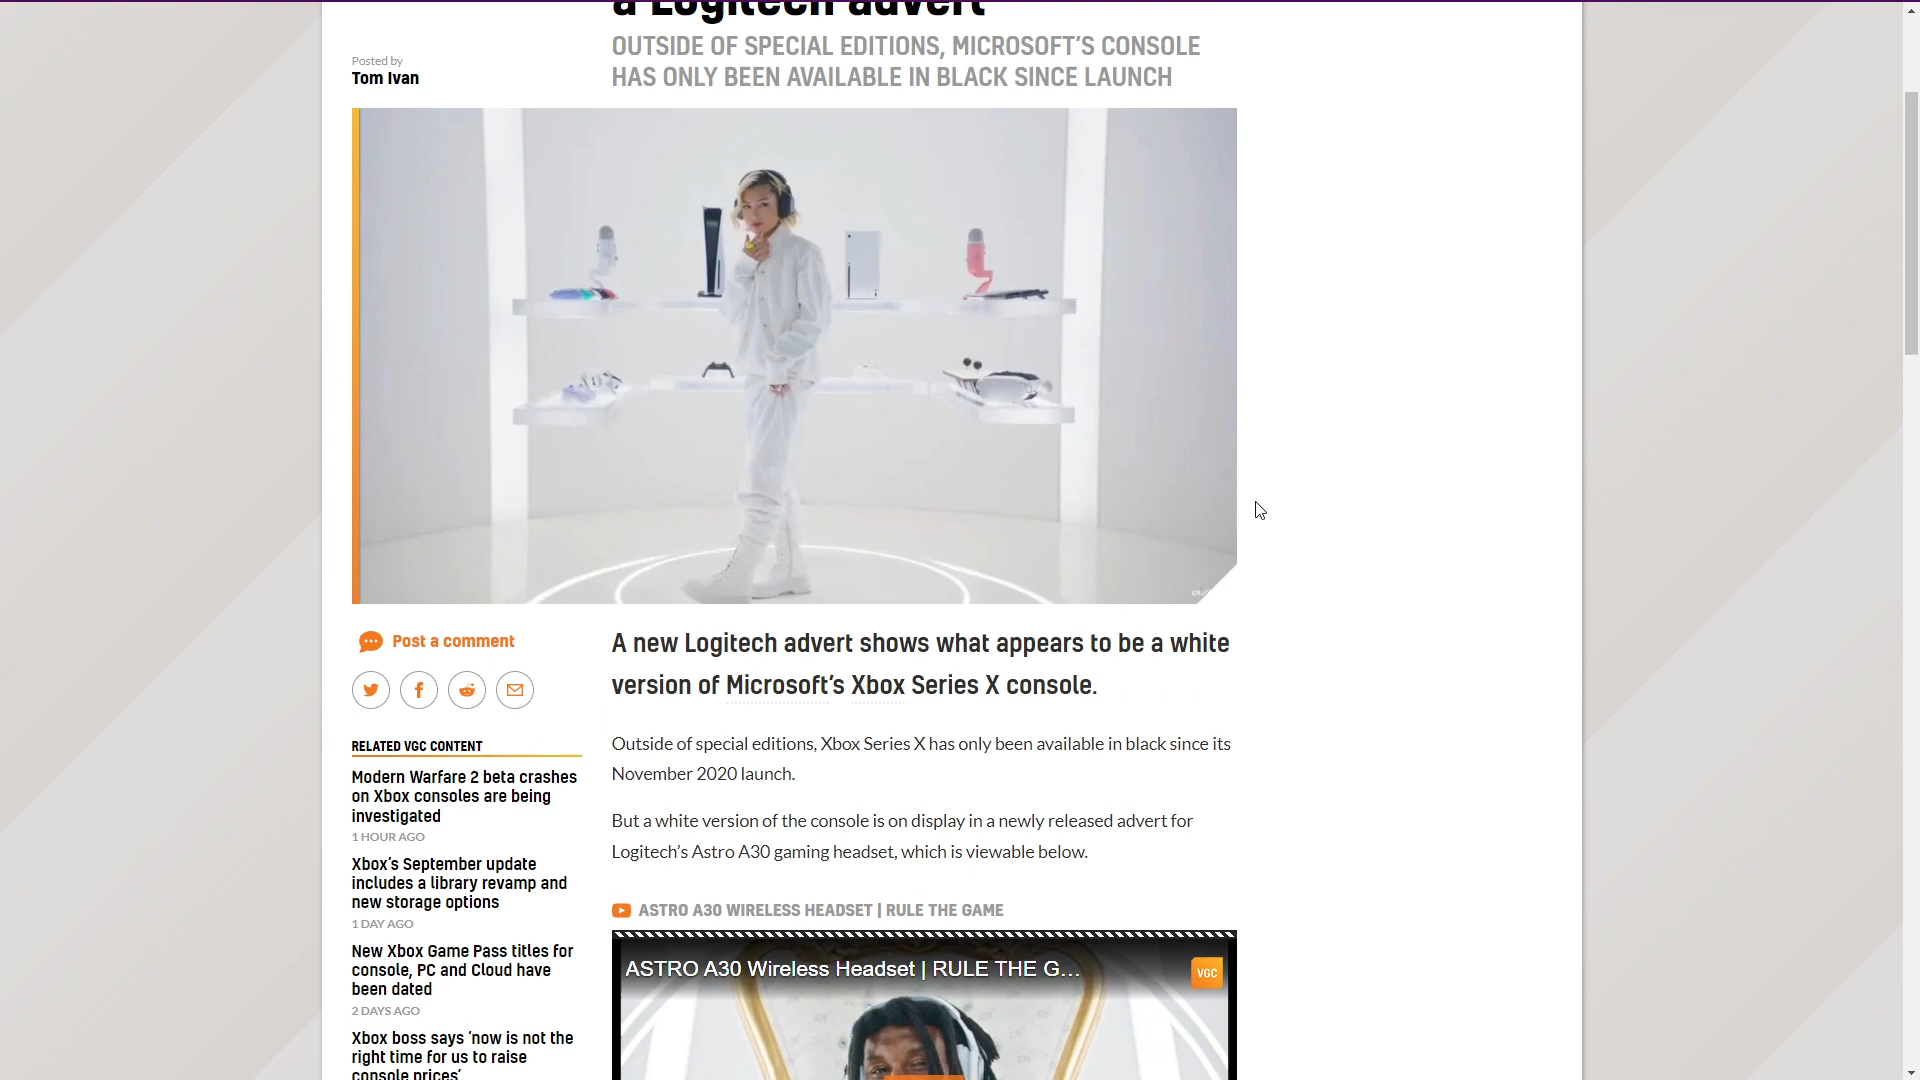 a Logitech advert
OUTSIDE OF SPECIAL EDITIONS, MICROSOFT'S CONSOLE
HAS ONLY BEEN AVAILABLE IN BLACK SINCE LAUNCH
Posted by
Tom Ivan
Post a comment
RELATED VGC CONTENT
Modern Warfare 2 beta crashes
on Xbox consoles are being
investigated
1 HOUR AGO
Xbox's September update
includes a library revamp and
new storage options
1 DAY AGO
New Xbox Game Pass titles for
console, PC and Cloud have
been dated
2 DAYS AGO
Xbox boss says 'now is not the
right time for us to raise
console prices'
A new Logitech advert shows what appears to be a white
version of Microsoft's Xbox Series X console.
Outside of special editions, Xbox Series X has only been available in black since its
November 2020 launch.
But a white version of the console is on display in a newly released advert for
Logitech's Astro A30 gaming headset, which is viewable below.
ASTRO A30 WIRELESS HEADSET | RULE THE GAME
ASTRO A30 Wireless Headset | RULE THE G...
VGC